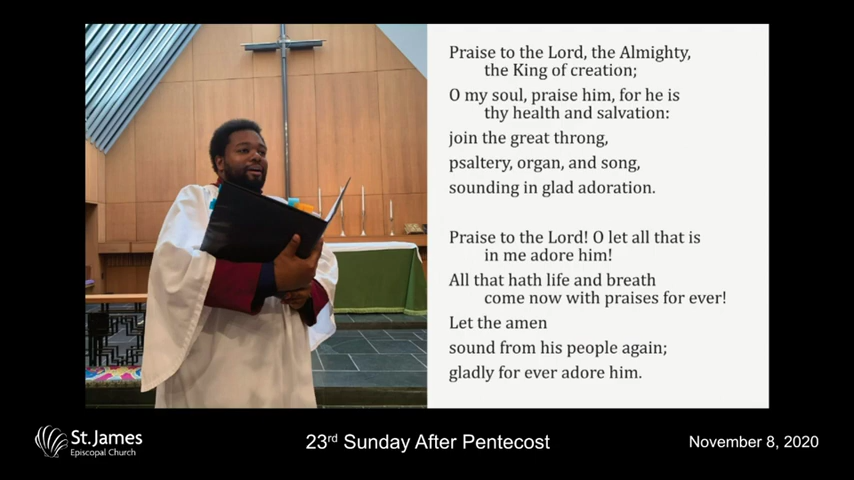 Praise to the Lord, the Almighty,
the King of creation;
O my soul, praise him, for he is
thy health and salvation:
join the great throng,
psaltery, organ, and song,
sounding in glad adoration.
Praise to the Lord! O let all that is
in me adore him!
All that hath life and breath
come now with praises for ever!
Let the amen
sound from his people again;
gladly for ever adore him.
St.James
Episcopal Church
23rd Sunday After Pentecost
November 8, 2020